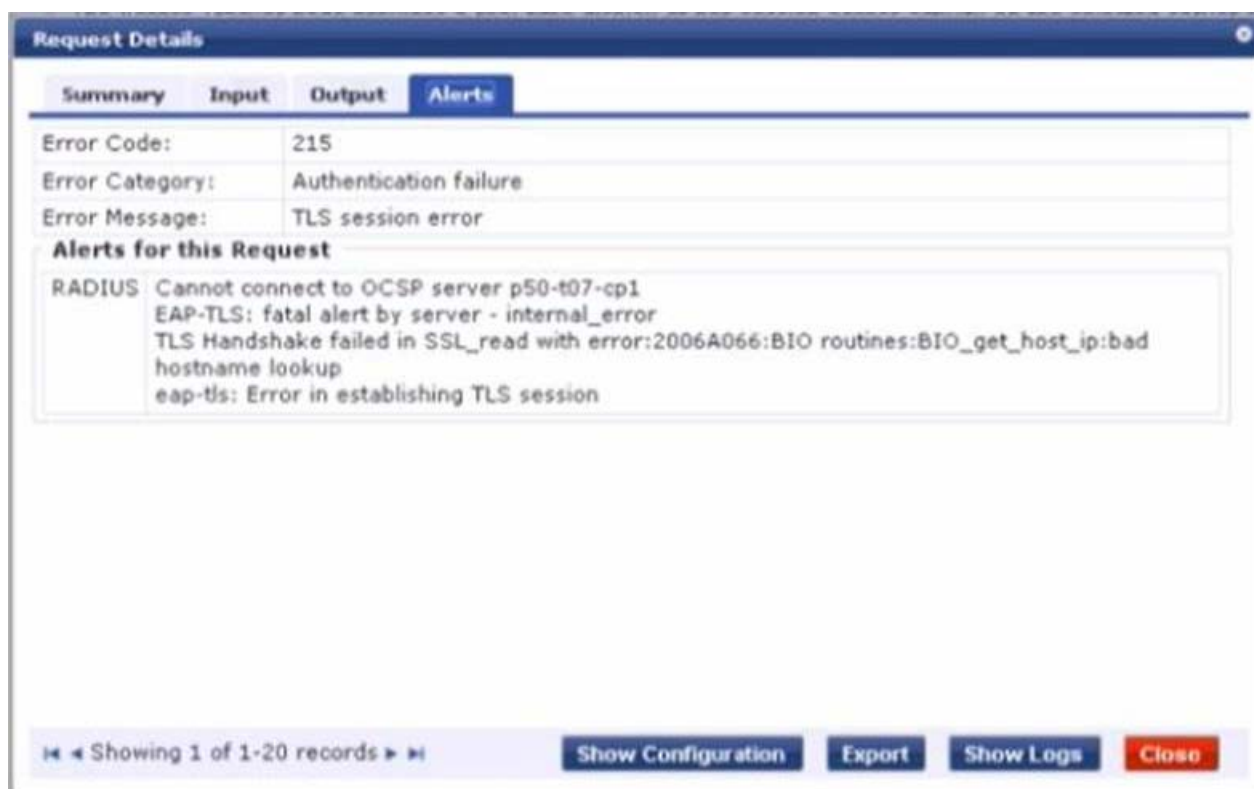 Request Details
Summary Input Output Alerts
Error Code: 215
Error Category: Authentication failure
Error Message: TLS session error
Alerts for this Request
RADIUS Cannot connect to OCSP server p50-t07-cp1
EAP-TLS: fatal alert by server - internal_error
TLS Handshake failed in SSL_read with error:2006A066:BIO routines:BIO_get_host_ip:bad
hostname lookup
eap-tls: Error in establishing TLS session
Showing 1 of 1-20 records Show Configuration Export Show Logs Close